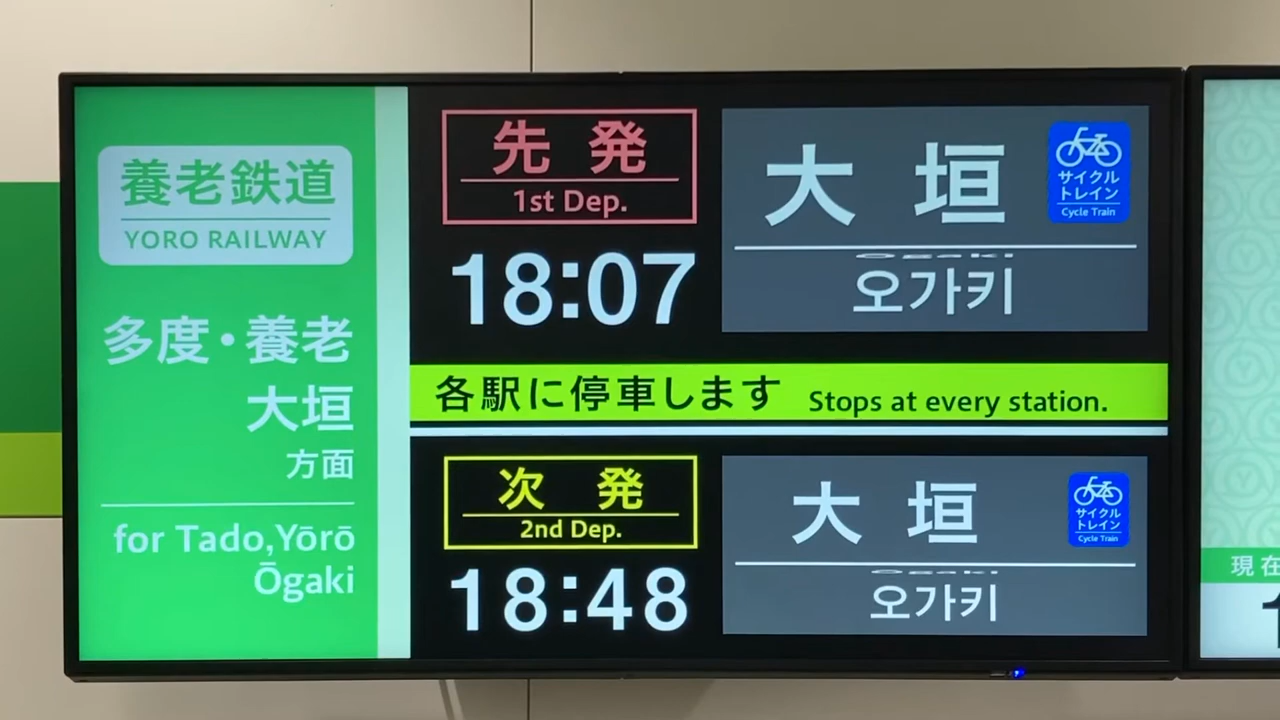 養老鉄道
YORO RAILWAY
多度・養老
大垣
方面
for Tado,Yōrō
Ōgaki
先発
1st Dep.
18:07
大垣
サイクル
トレイン
Cycle Train
오가키
各駅に停車します Stops at every station.
次発
2nd Dep.
18:48
大垣
サイクル
トレイン
Cycle Train
오가키
現在